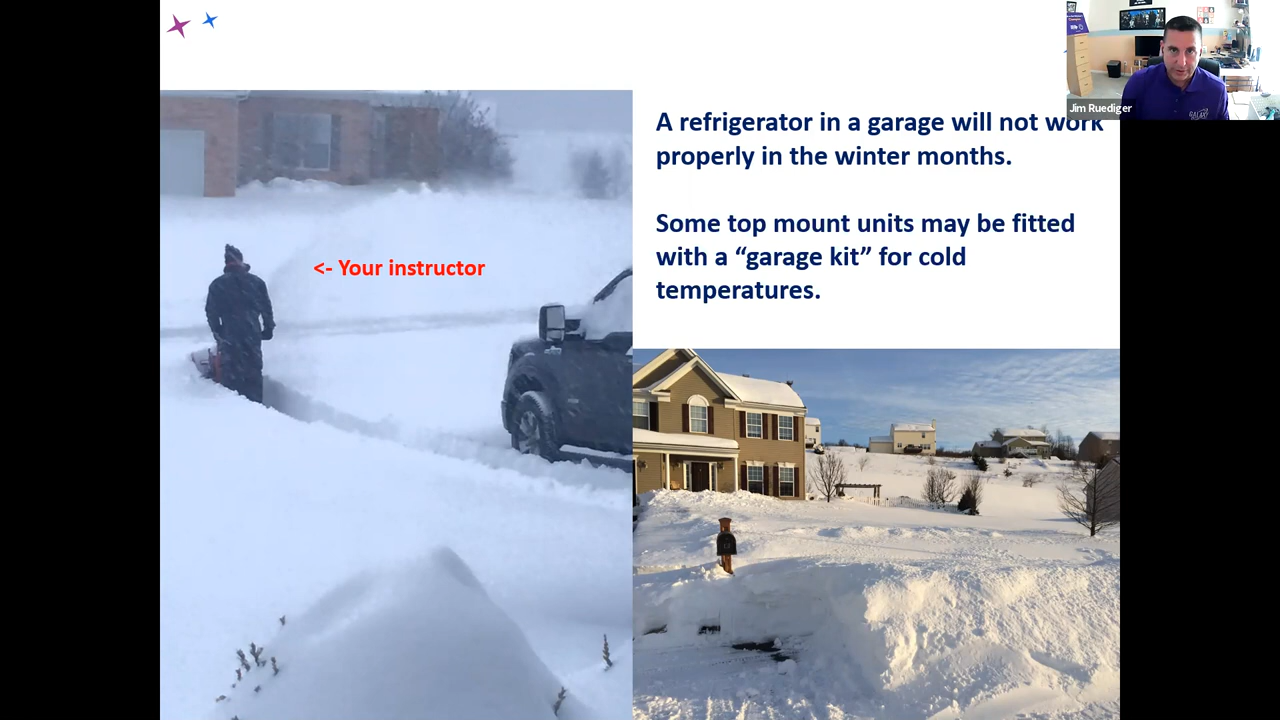 Jim Ruediger
A refrigerator in a garage will not work
properly in the winter months.
Some top mount units may be fitted
with a “garage kit” for cold
temperatures.
<- Your instructor